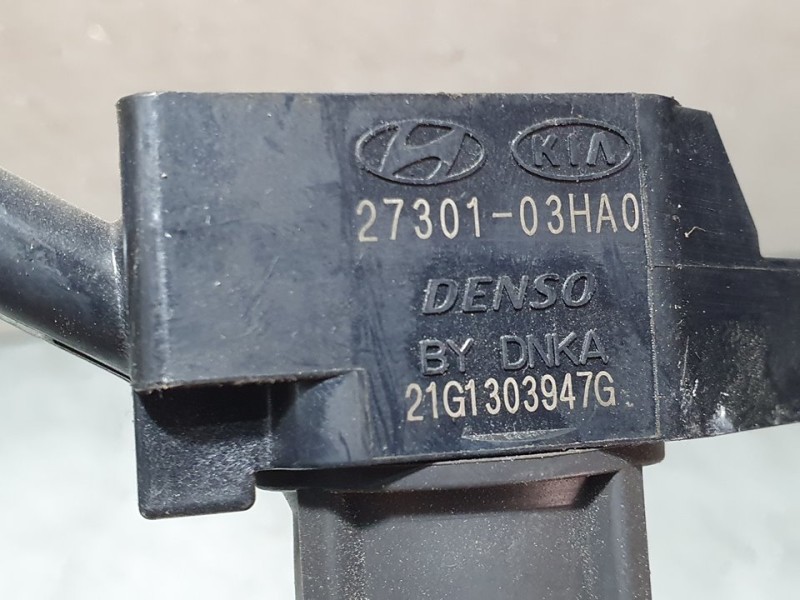 KIA
27301-03HA0
DENSO
BY DNKA
21G1303947G